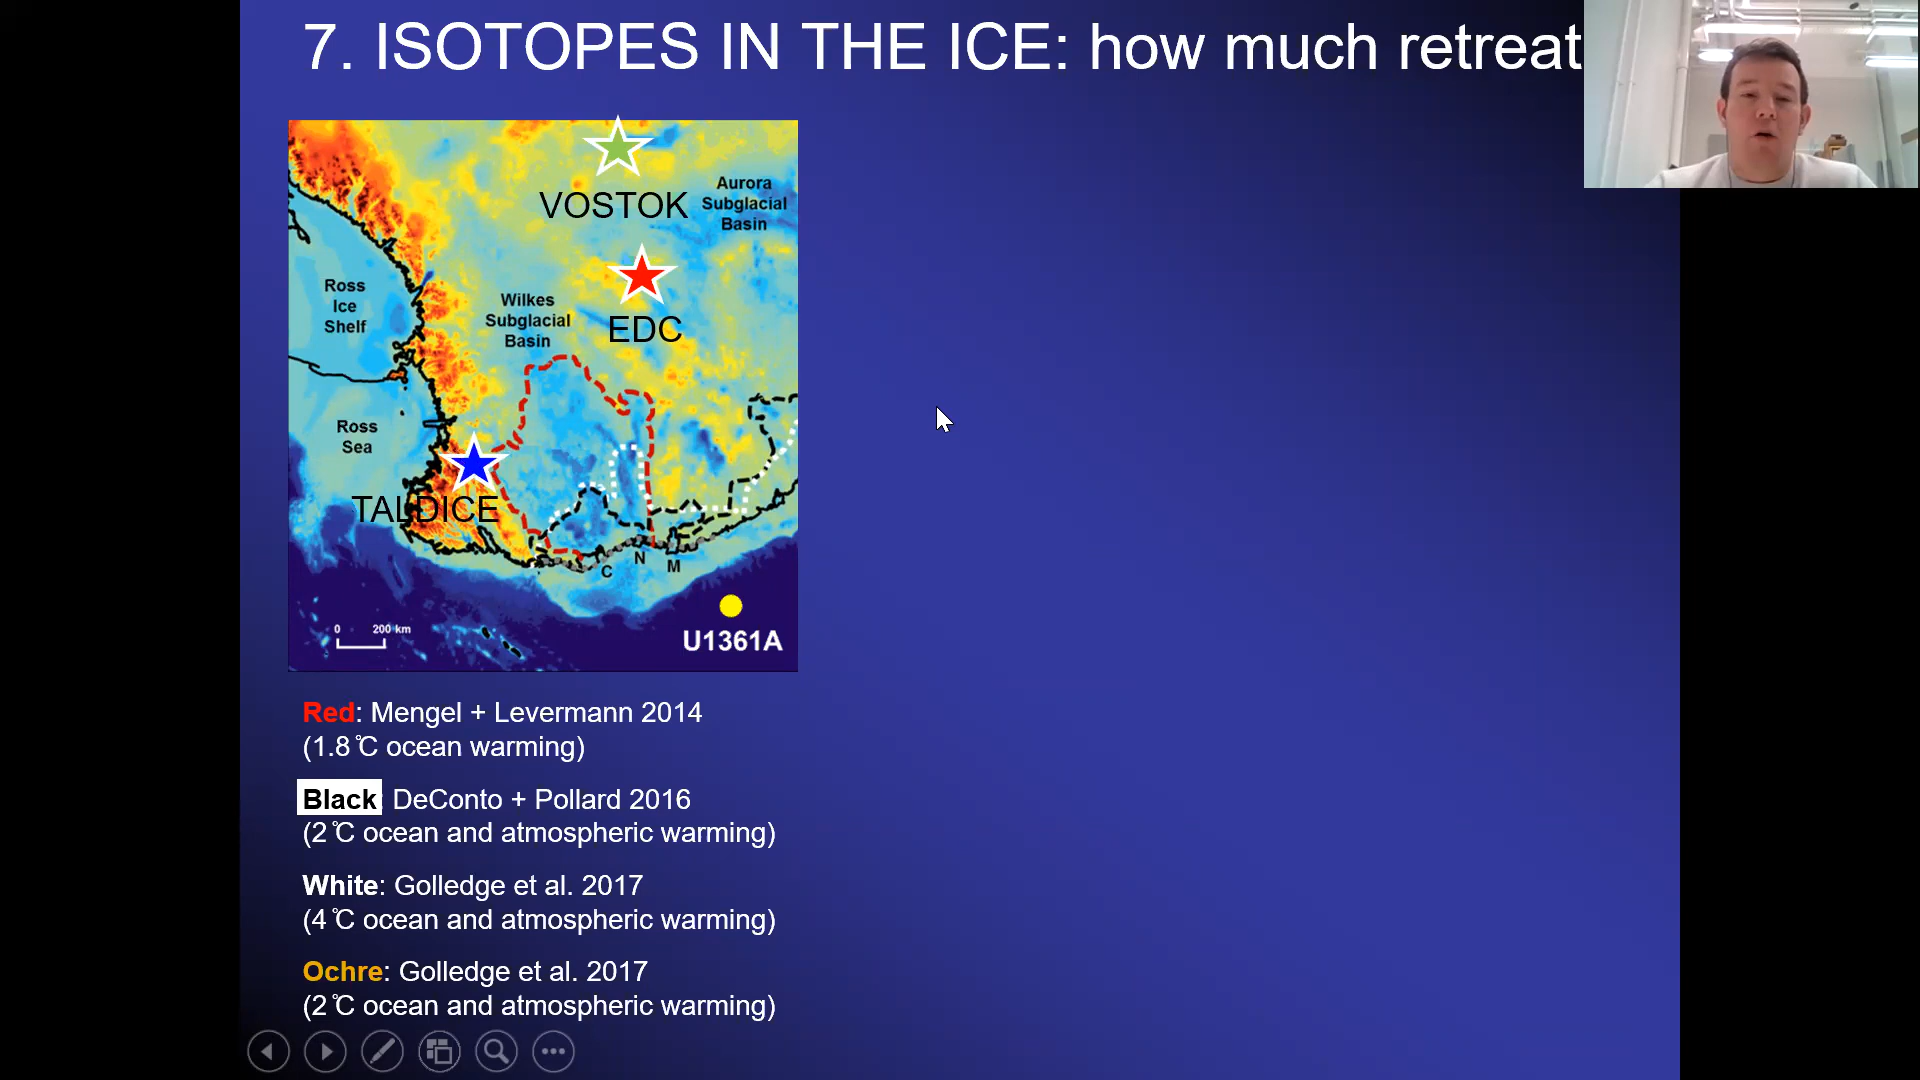 7. ISOTOPES IN THE ICE: how much retreat
VOSTOK
Aurora
Subglacial
Basin
Ross
Ice
Shelf
Wilkes
Subglacial
Basin
EDC
Ross
Sea
TALDICE
C
N
M
0 200 km
U1361A
Red: Mengel + Levermann 2014
(1.8℃ ocean warming)
Black: DeConto + Pollard 2016
(2℃ ocean and atmospheric warming)
White: Golledge et al. 2017
(4℃ ocean and atmospheric warming)
Ochre: Golledge et al. 2017
(2℃ ocean and atmospheric warming)